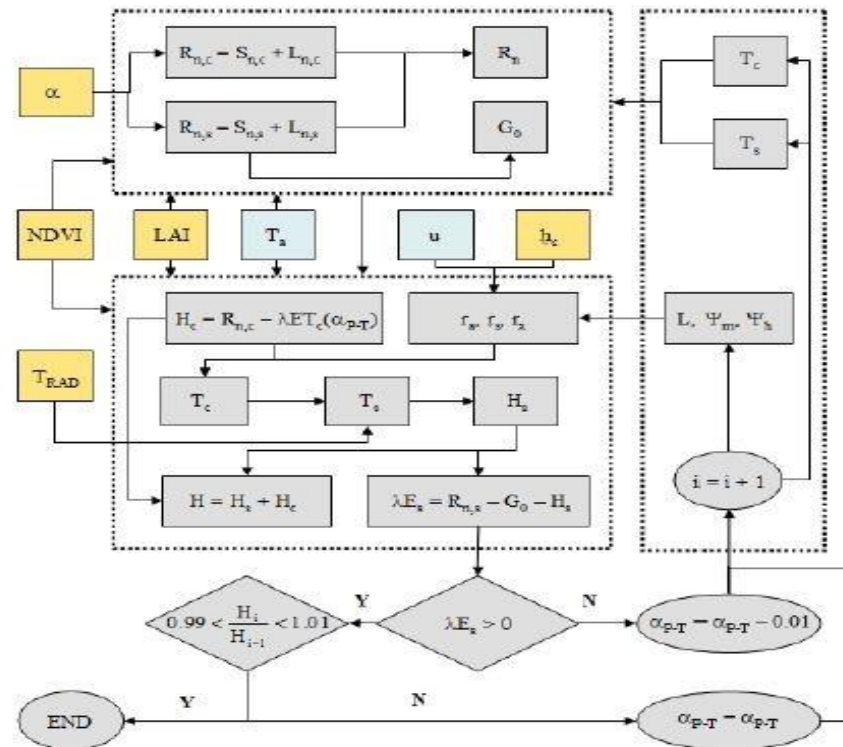 R_n,c = S_n,c + L_n,c
R_n
T_c
α
R_n,s = S_n,s + L_n,s
G_0
T_s
NDVI
LAI
T_a
u
h_c
H_c = R_n,c − λET_c(α_P-T)
r_a, r_s, r_x
L, Ψ_m, Ψ_h
T_RAD
T_c
T_s
H_s
i = i + 1
H = H_s + H_c
λE_s = R_n,s − G_0 − H_s
Y
N
0.99 < H_i / H_i-1 < 1.01
λE_s > 0
α_P-T = α_P-T − 0.01
Y
N
END
α_P-T = α_P-T